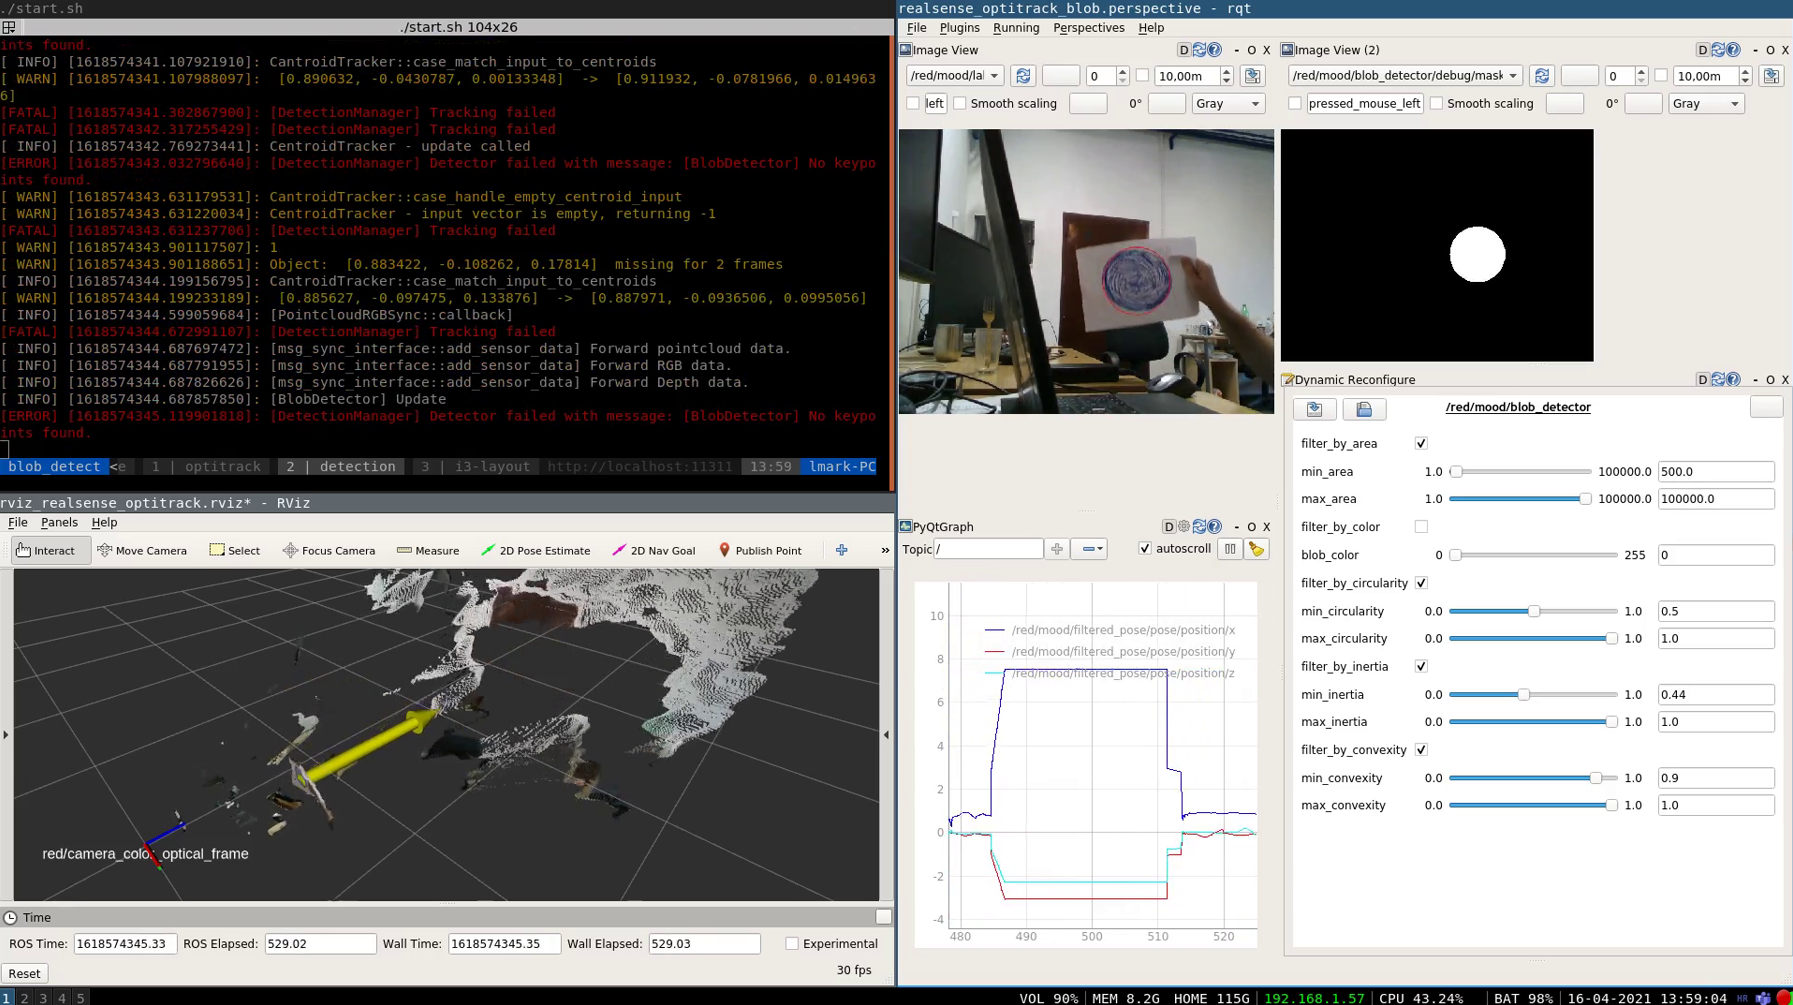 ./start.sh
./start.sh 104x26
ints found.
[ INFO] [1618574341.107921910]: CantroidTracker::case_match_input_to_centroids
[ WARN] [1618574341.107988097]:  [0.890632, -0.0430787, 0.00133348]  ->  [0.911932, -0.0781966, 0.014963
6]
[FATAL] [1618574341.302867900]: [DetectionManager] Tracking failed
[FATAL] [1618574342.317255429]: [DetectionManager] Tracking failed
[ INFO] [1618574342.769273441]: CentroidTracker - update called
[ERROR] [1618574343.032796640]: [DetectionManager] Detector failed with message: [BlobDetector] No keypo
ints found.
[ WARN] [1618574343.631179531]: CantroidTracker::case_handle_empty_centroid_input
[ WARN] [1618574343.631220034]: CentroidTracker - input vector is empty, returning -1
[FATAL] [1618574343.631237706]: [DetectionManager] Tracking failed
[ WARN] [1618574343.901117507]: 1
[ WARN] [1618574343.901188651]: Object:  [0.883422, -0.108262, 0.17814]  missing for 2 frames
[ INFO] [1618574344.199156795]: CantroidTracker::case_match_input_to_centroids
[ WARN] [1618574344.199233189]:  [0.885627, -0.097475, 0.133876]  ->  [0.887971, -0.0936506, 0.0995056]
[ INFO] [1618574344.599059684]: [PointcloudRGBSync::callback]
[FATAL] [1618574344.672991107]: [DetectionManager] Tracking failed
[ INFO] [1618574344.687697472]: [msg_sync_interface::add_sensor_data] Forward pointcloud data.
[ INFO] [1618574344.687791955]: [msg_sync_interface::add_sensor_data] Forward RGB data.
[ INFO] [1618574344.687826626]: [msg_sync_interface::add_sensor_data] Forward Depth data.
[ INFO] [1618574344.687857850]: [BlobDetector] Update
[ERROR] [1618574345.119901818]: [DetectionManager] Detector failed with message: [BlobDetector] No keypo
ints found.
blob_detect <e 1 | optitrack 2 | detection 3 | i3-layout http://localhost:11311 13:59 lmark-PC
rviz_realsense_optitrack.rviz* - RViz
File Panels Help
Interact Move Camera Select Focus Camera Measure 2D Pose Estimate 2D Nav Goal Publish Point »
red/camera_color_optical_frame
Time
ROS Time: 1618574345.33 ROS Elapsed: 529.02 Wall Time: 1618574345.35 Wall Elapsed: 529.03 Experimental
Reset 30 fps
realsense_optitrack_blob.perspective - rqt
File Plugins Running Perspectives Help
Image View D - O X
/red/mood/la 0 10,00m
left Smooth scaling 0° Gray
Image View (2) D - O X
/red/mood/blob_detector/debug/mask 0 10,00m
pressed_mouse_left Smooth scaling 0° Gray
PyQtGraph D - O X
Topic / autoscroll
/red/mood/filtered_pose/pose/position/x
/red/mood/filtered_pose/pose/position/y
/red/mood/filtered_pose/pose/position/z
10
8
6
4
2
0
-2
-4
480 490 500 510 520
Dynamic Reconfigure D - O X
/red/mood/blob_detector
filter_by_area
min_area 1.0 100000.0 500.0
max_area 1.0 100000.0 100000.0
filter_by_color
blob_color 0 255 0
filter_by_circularity
min_circularity 0.0 1.0 0.5
max_circularity 0.0 1.0 1.0
filter_by_inertia
min_inertia 0.0 1.0 0.44
max_inertia 0.0 1.0 1.0
filter_by_convexity
min_convexity 0.0 1.0 0.9
max_convexity 0.0 1.0 1.0
1 2 3 4 5 VOL 90% | MEM 8.2G | HOME 115G | 192.168.1.57 | CPU 43.24% | BAT 98% | 16-04-2021 13:59:04 HR